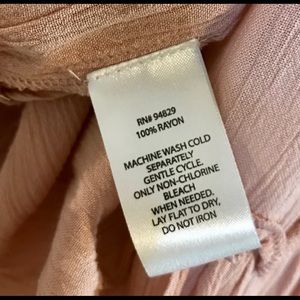 RN# 94829
100% RAYON
MACHINE WASH COLD
SEPARATELY
GENTLE CYCLE.
ONLY NON-CHLORINE
BLEACH
WHEN NEEDED.
LAY FLAT TO DRY,
DO NOT IRON